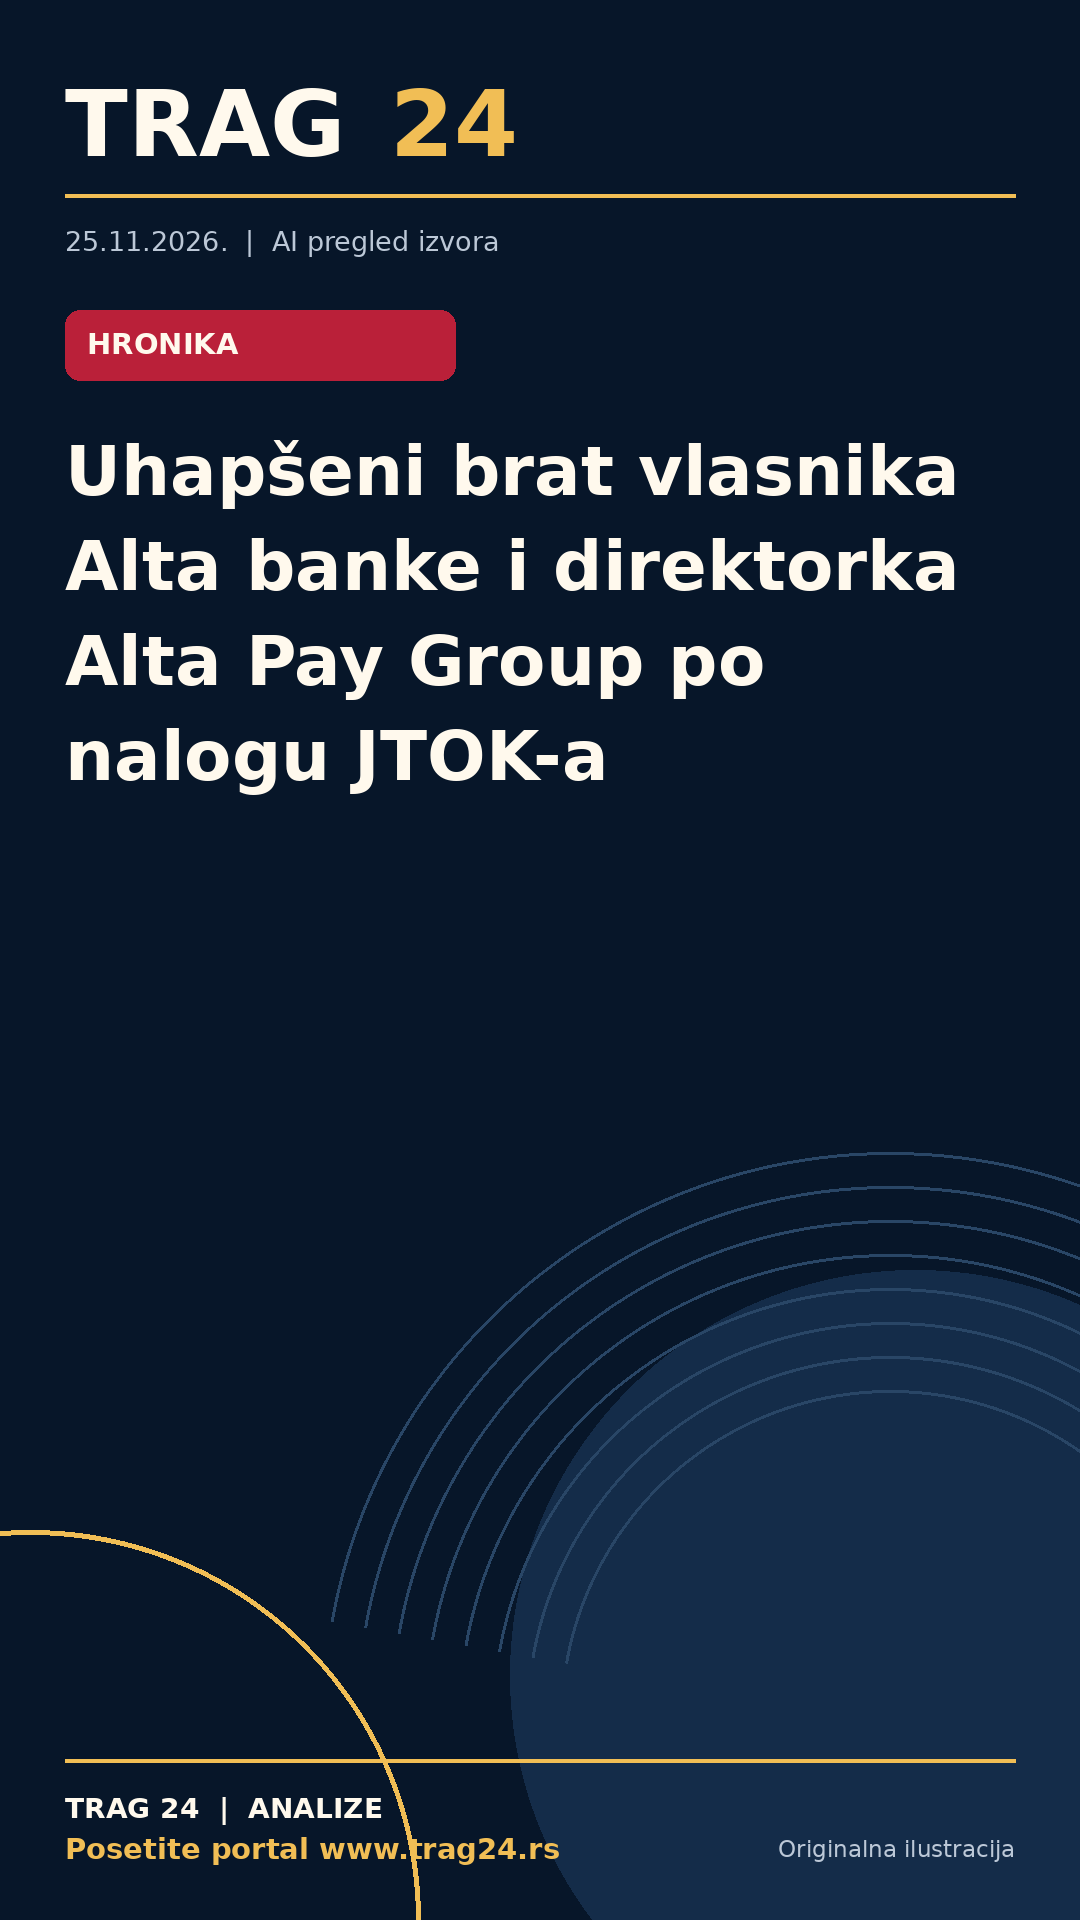 TRAG 24
25.11.2026. | AI pregled izvora
HRONIKA
Uhapšeni brat vlasnika
Alta banke i direktorka
Alta Pay Group po
nalogu JTOK-a
TRAG 24 | ANALIZE
Posetite portal www.trag24.rs
Originalna ilustracija